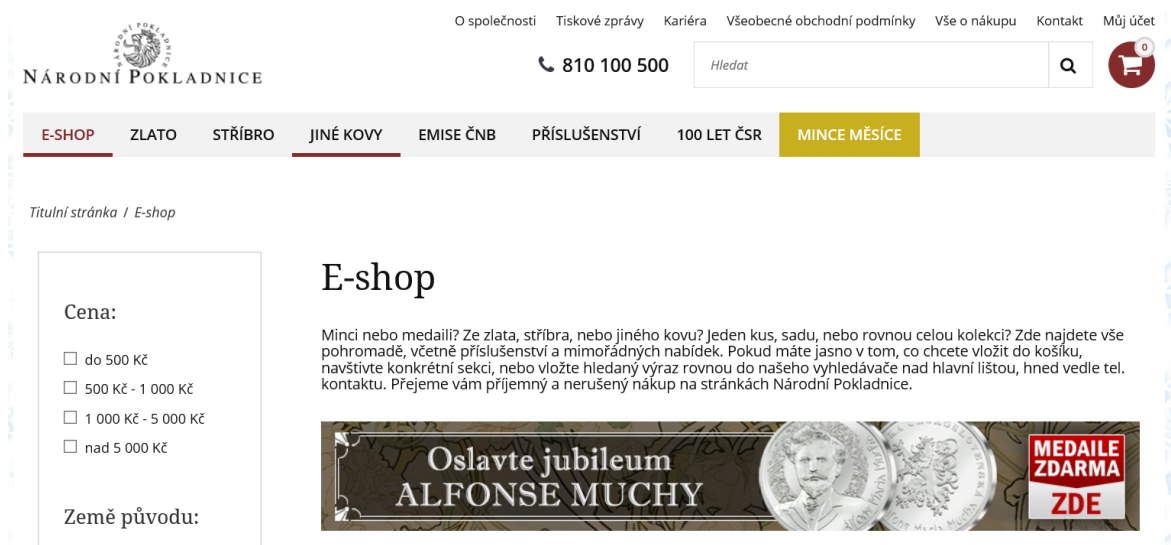 O společnosti Tiskové zprávy Kariéra Všeobecné obchodní podmínky Vše o nákupu Kontakt Můj účet
NÁRODNÍ POKLADNICE
NÁRODNÍ POKLADNICE
810 100 500
Hledat
0
E-SHOP ZLATO STŘÍBRO JINÉ KOVY EMISE ČNB PŘÍSLUŠENSTVÍ 100 LET ČSR MINCE MĚSÍCE
Titulní stránka / E-shop
Cena:
do 500 Kč
500 Kč - 1 000 Kč
1 000 Kč - 5 000 Kč
nad 5 000 Kč
Země původu:
E-shop
Minci nebo medaili? Ze zlata, stříbra, nebo jiného kovu? Jeden kus, sadu, nebo rovnou celou kolekci? Zde najdete vše
pohromadě, včetně příslušenství a mimořádných nabídek. Pokud máte jasno v tom, co chcete vložit do košíku,
navštivte konkrétní sekci, nebo vložte hledaný výraz rovnou do našeho vyhledávače nad hlavní lištou, hned vedle tel.
kontaktu. Přejeme vám příjemný a nerušený nákup na stránkách Národní Pokladnice.
Oslavte jubileum
ALFONSE MUCHY
MEDAILE
ZDARMA
ZDE